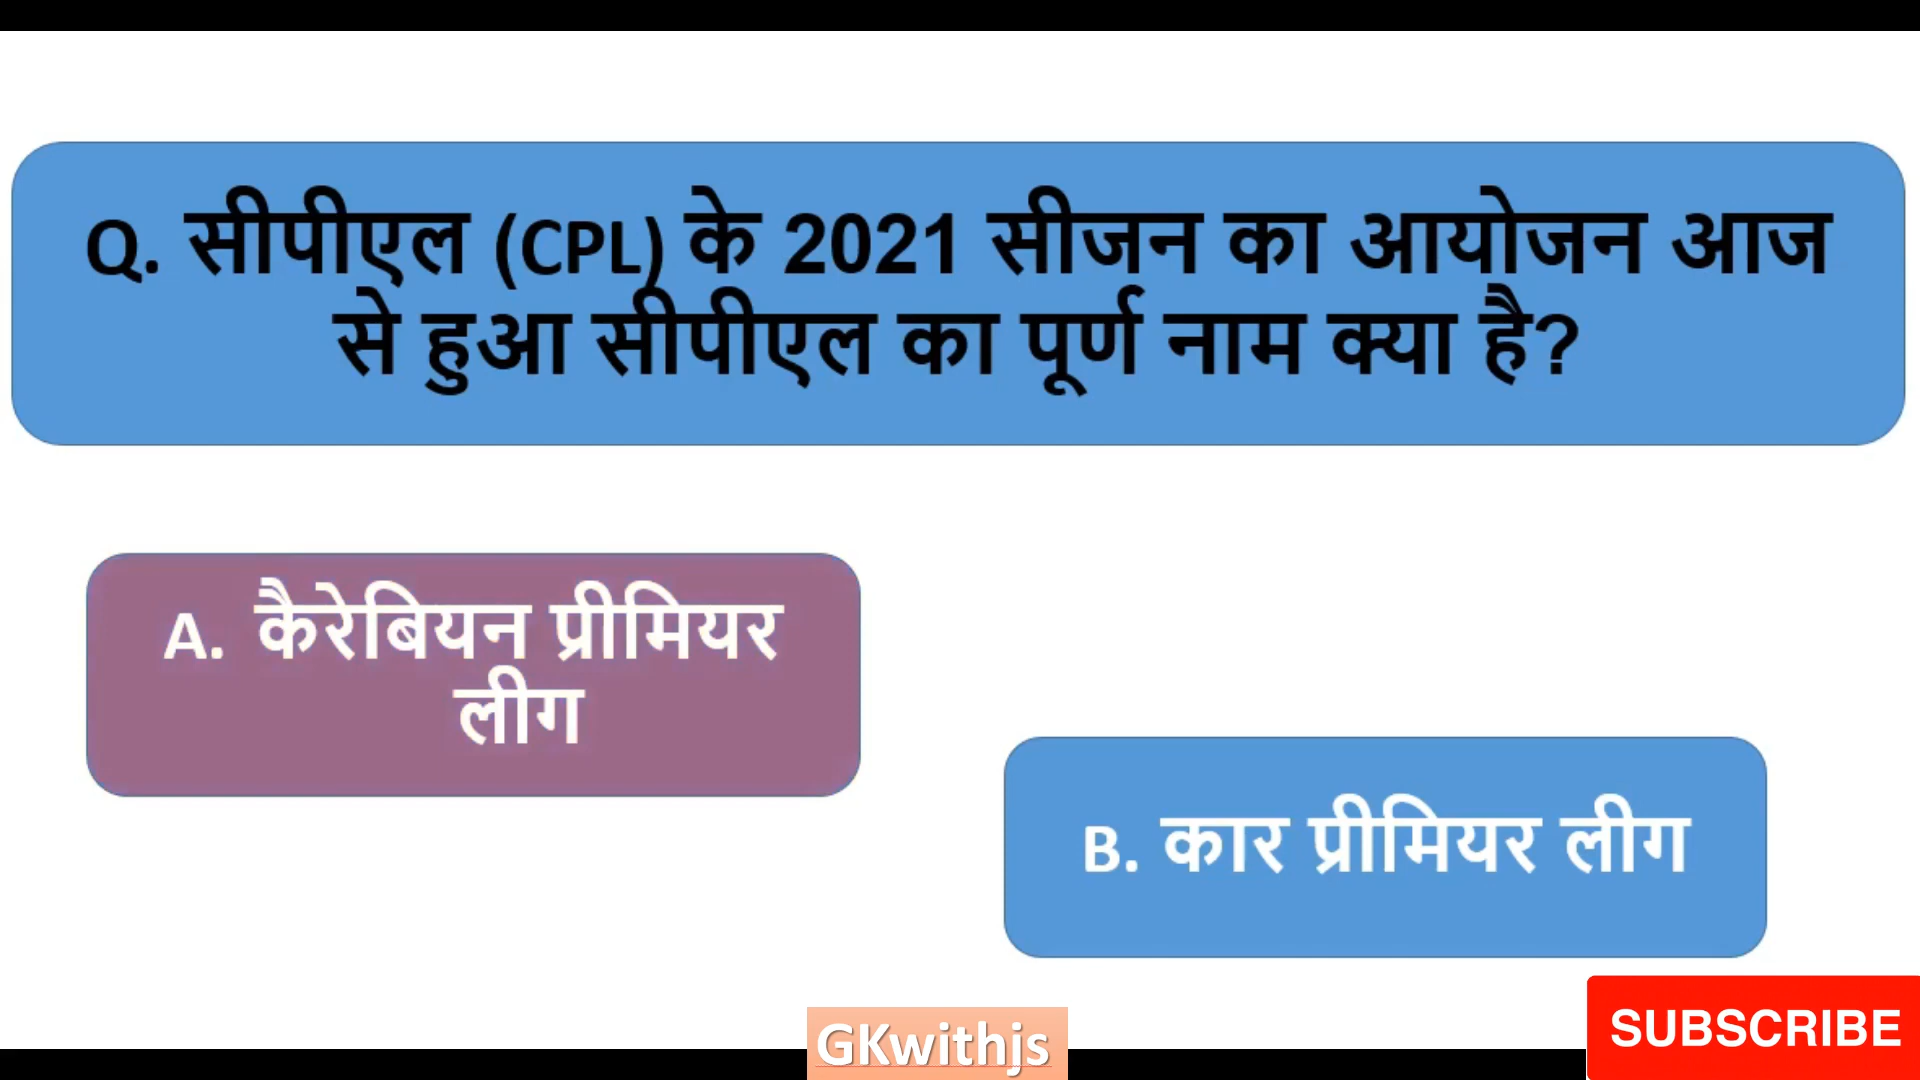 Q. सीपीएल (CPL) के 2021 सीजन का आयोजन आज
से हुआ सीपीएल का पूर्ण नाम क्या है?
A. कैरेबियन प्रीमियर
लीग
B. कार प्रीमियर लीग
GKwithjs
SUBSCRIBE